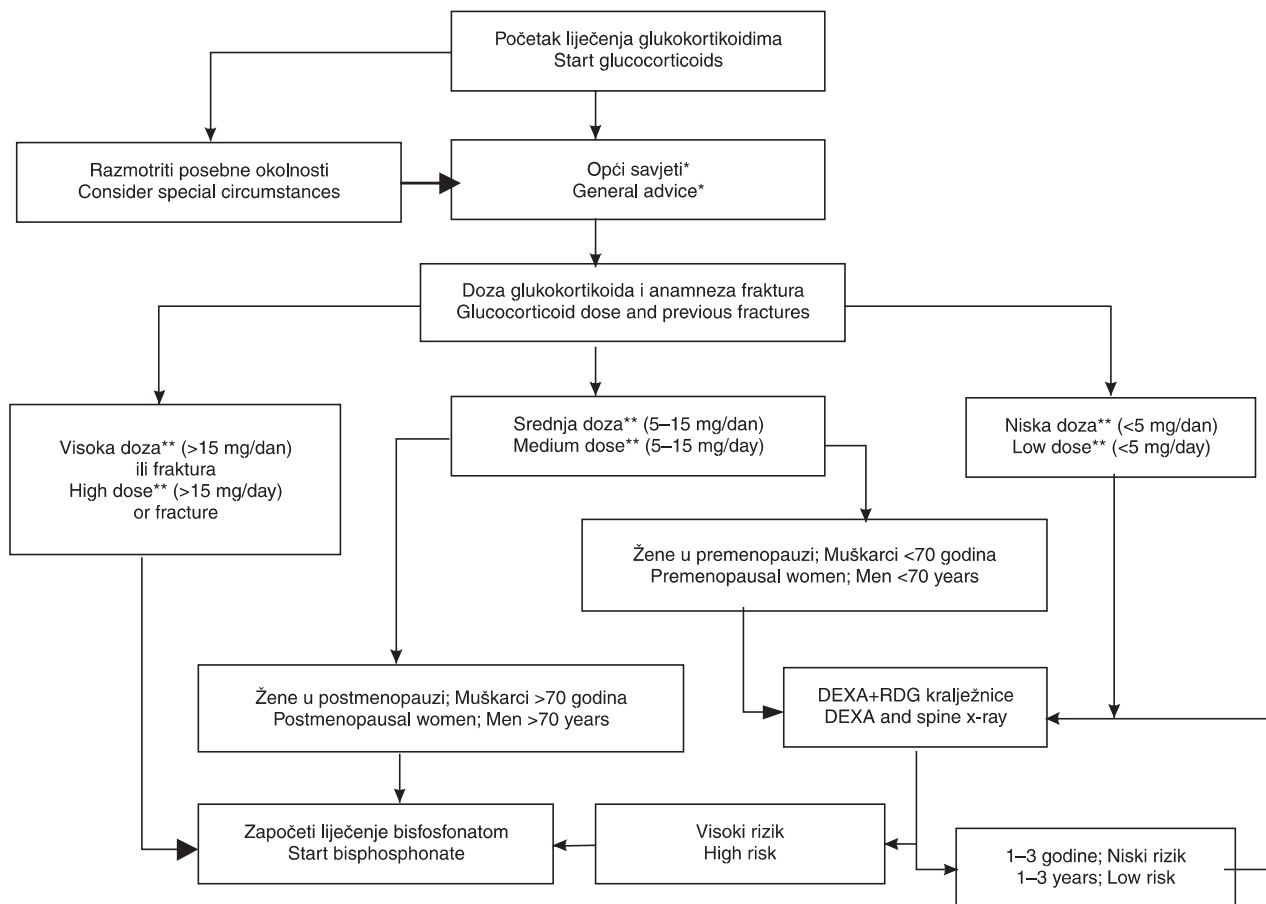 Početak liječenja glukokortikoidima
Start glucocorticoids
Razmotriti posebne okolnosti
Consider special circumstances
Opći savjeti*
General advice*
Doza glukokortikoida i anamneza fraktura
Glucocorticoid dose and previous fractures
Visoka doza** (>15 mg/dan)
ili fraktura
High dose** (>15 mg/day)
or fracture
Srednja doza** (5–15 mg/dan)
Medium dose** (5–15 mg/day)
Niska doza** (<5 mg/dan)
Low dose** (<5 mg/day)
Žene u premenopauzi; Muškarci <70 godina
Premenopausal women; Men <70 years
Žene u postmenopauzi; Muškarci >70 godina
Postmenopausal women; Men >70 years
DEXA+RDG kralježnice
DEXA and spine x-ray
Započeti liječenje bisfosfonatom
Start bisphosphonate
Visoki rizik
High risk
1–3 godine; Niski rizik
1–3 years; Low risk